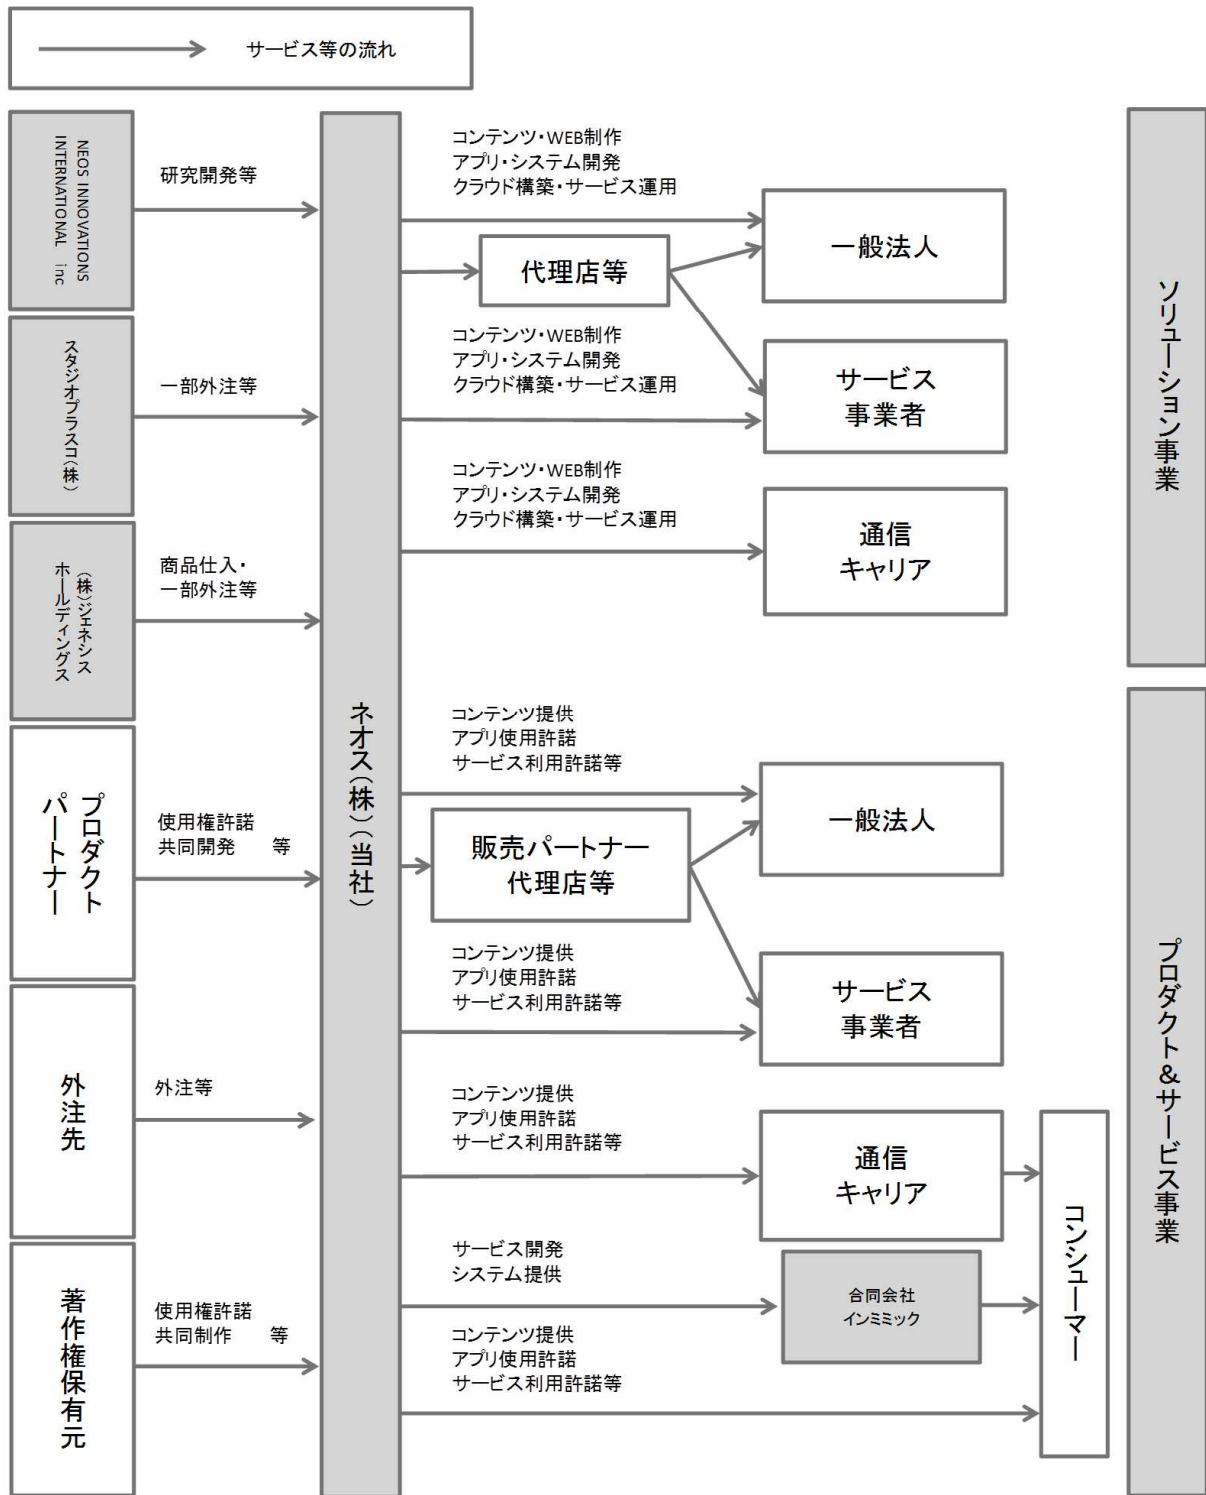 サービス等の流れ
NEOS INNOVATIONS
INTERNATIONAL inc
研究開発等
スタジオプラスコ(株)
一部外注等
(株)ジェネシス
ホールディングス
商品仕入・
一部外注等
プロダクト
パートナー
使用権許諾
共同開発 等
外注先
外注等
著作権保有元
使用権許諾
共同制作 等
ネオス(株)(当社)
コンテンツ・WEB制作
アプリ・システム開発
クラウド構築・サービス運用
代理店等
一般法人
コンテンツ・WEB制作
アプリ・システム開発
クラウド構築・サービス運用
サービス
事業者
コンテンツ・WEB制作
アプリ・システム開発
クラウド構築・サービス運用
通信
キャリア
ソリューション事業
コンテンツ提供
アプリ使用許諾
サービス利用許諾等
一般法人
販売パートナー
代理店等
コンテンツ提供
アプリ使用許諾
サービス利用許諾等
サービス
事業者
コンテンツ提供
アプリ使用許諾
サービス利用許諾等
通信
キャリア
サービス開発
システム提供
合同会社
インミミック
コンテンツ提供
アプリ使用許諾
サービス利用許諾等
コンシューマー
プロダクト&サービス事業